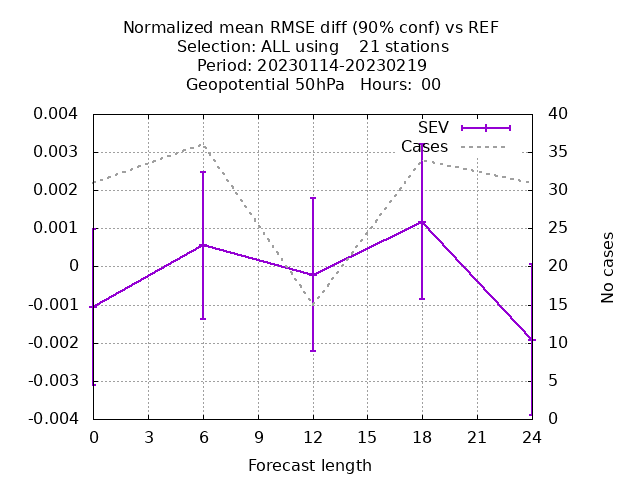 Normalized mean RMSE diff (90% conf) vs REF
Selection: ALL using    21 stations
Period: 20230114-20230219
Geopotential 50hPa   Hours:  00
0.004
0.003
0.002
0.001
0
-0.001
-0.002
-0.003
-0.004
SEV
Cases
40
35
30
25
20
15
10
5
0
No cases
0 3 6 9 12 15 18 21 24
Forecast length